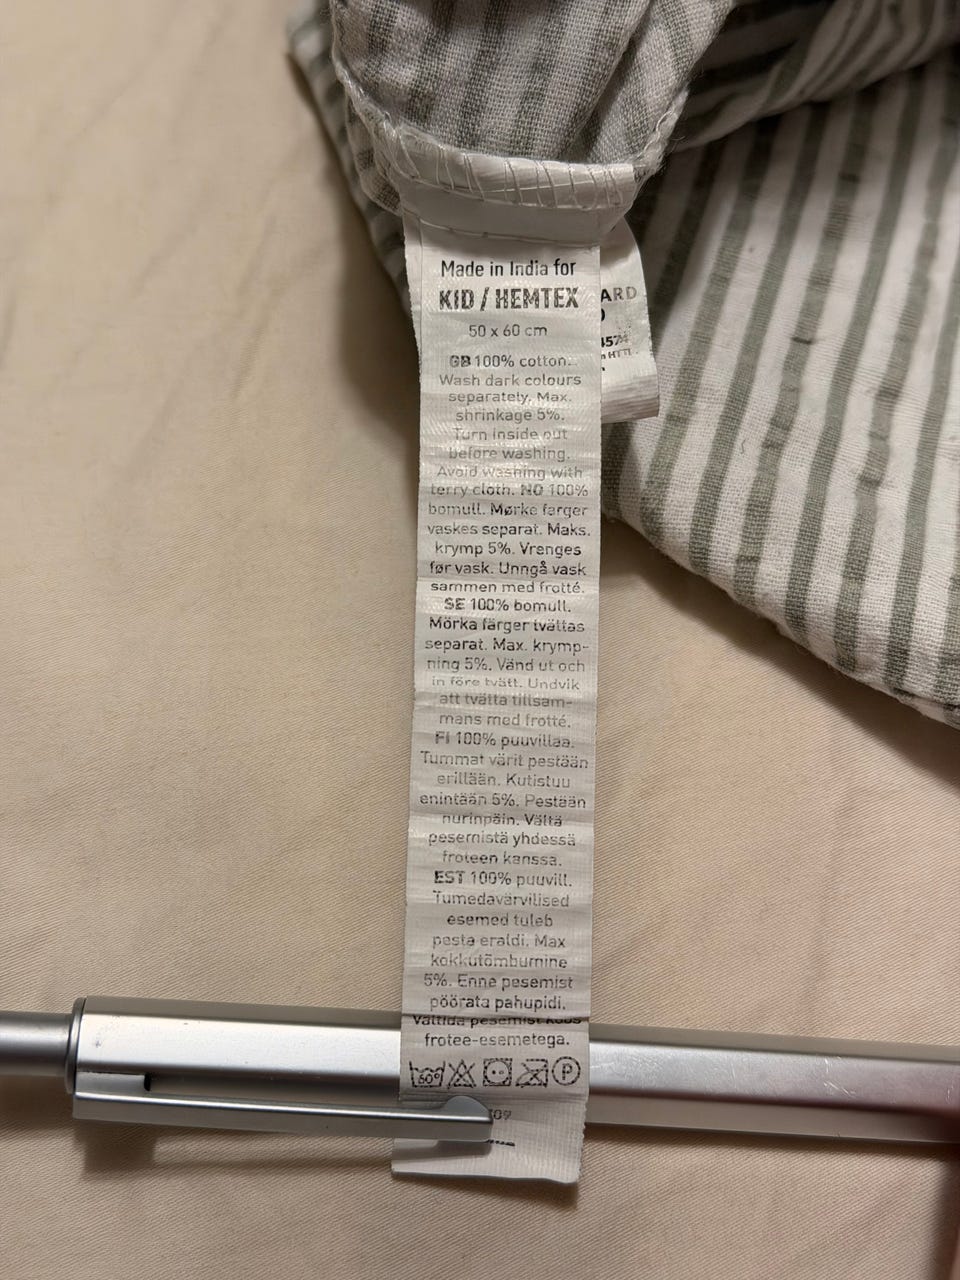 Made in India for
KID / HEMTEX
50 x 60 cm
GB 100% cotton.
Wash dark colours
separately. Max.
shrinkage 5%.
Turn inside out
before washing.
Avoid washing with
terry cloth. NO 100%
bomull. Mørke farger
vaskes separat. Maks.
krymp 5%. Vrenges
før vask. Unngå vask
sammen med frotté.
SE 100% bomull.
Mörka färger tvättas
separat. Max. krymp-
ning 5%. Vänd ut och
in före tvätt. Undvik
att tvätta tillsam-
mans med frotté.
FI 100% puuvillaa.
Tummat värit pestään
erillään. Kutistuu
enintään 5%. Pestään
nurinpäin. Vältä
pesemistä yhdessä
froteen kanssa.
EST 100% puuvill.
Tumedavärvilised
esemed tuleb
pesta eraldi. Max
kokkutõmbumine
5%. Enne pesemist
pöörata pahupidi.
Vältida pesemist koos
frotee-esemetega.
60° P
ARD